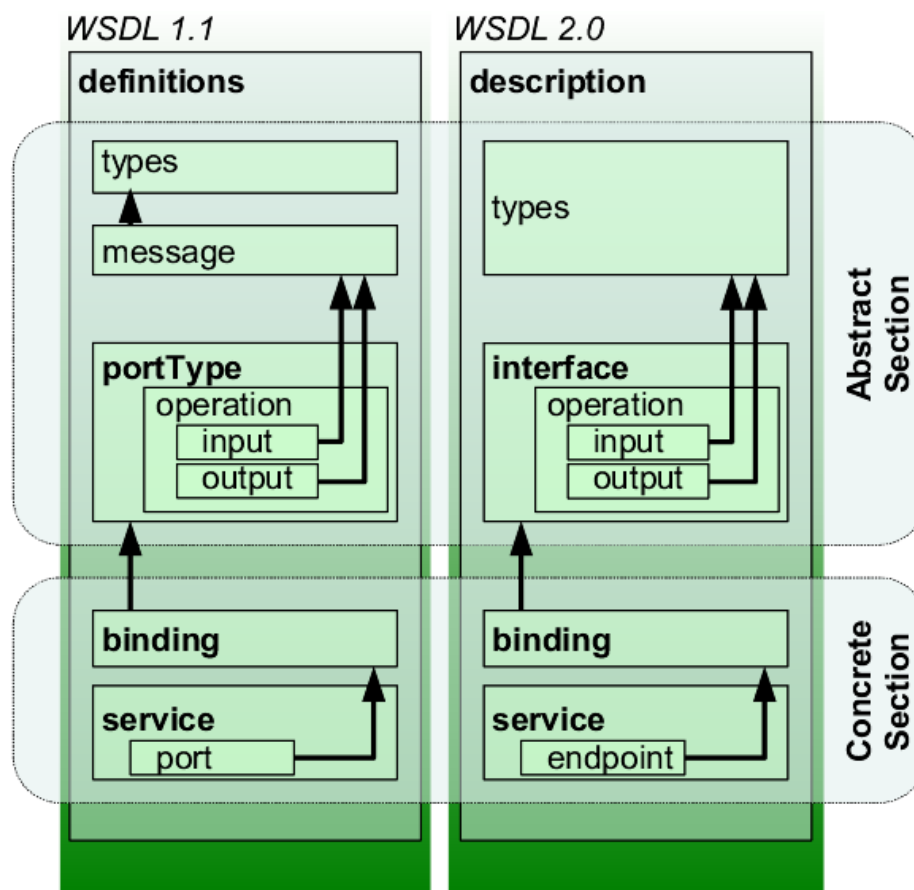 WSDL 1.1
definitions
types
message
portType
operation
input
output
binding
service
port
WSDL 2.0
description
types
interface
operation
input
output
binding
service
endpoint
Abstract
Section
Concrete
Section